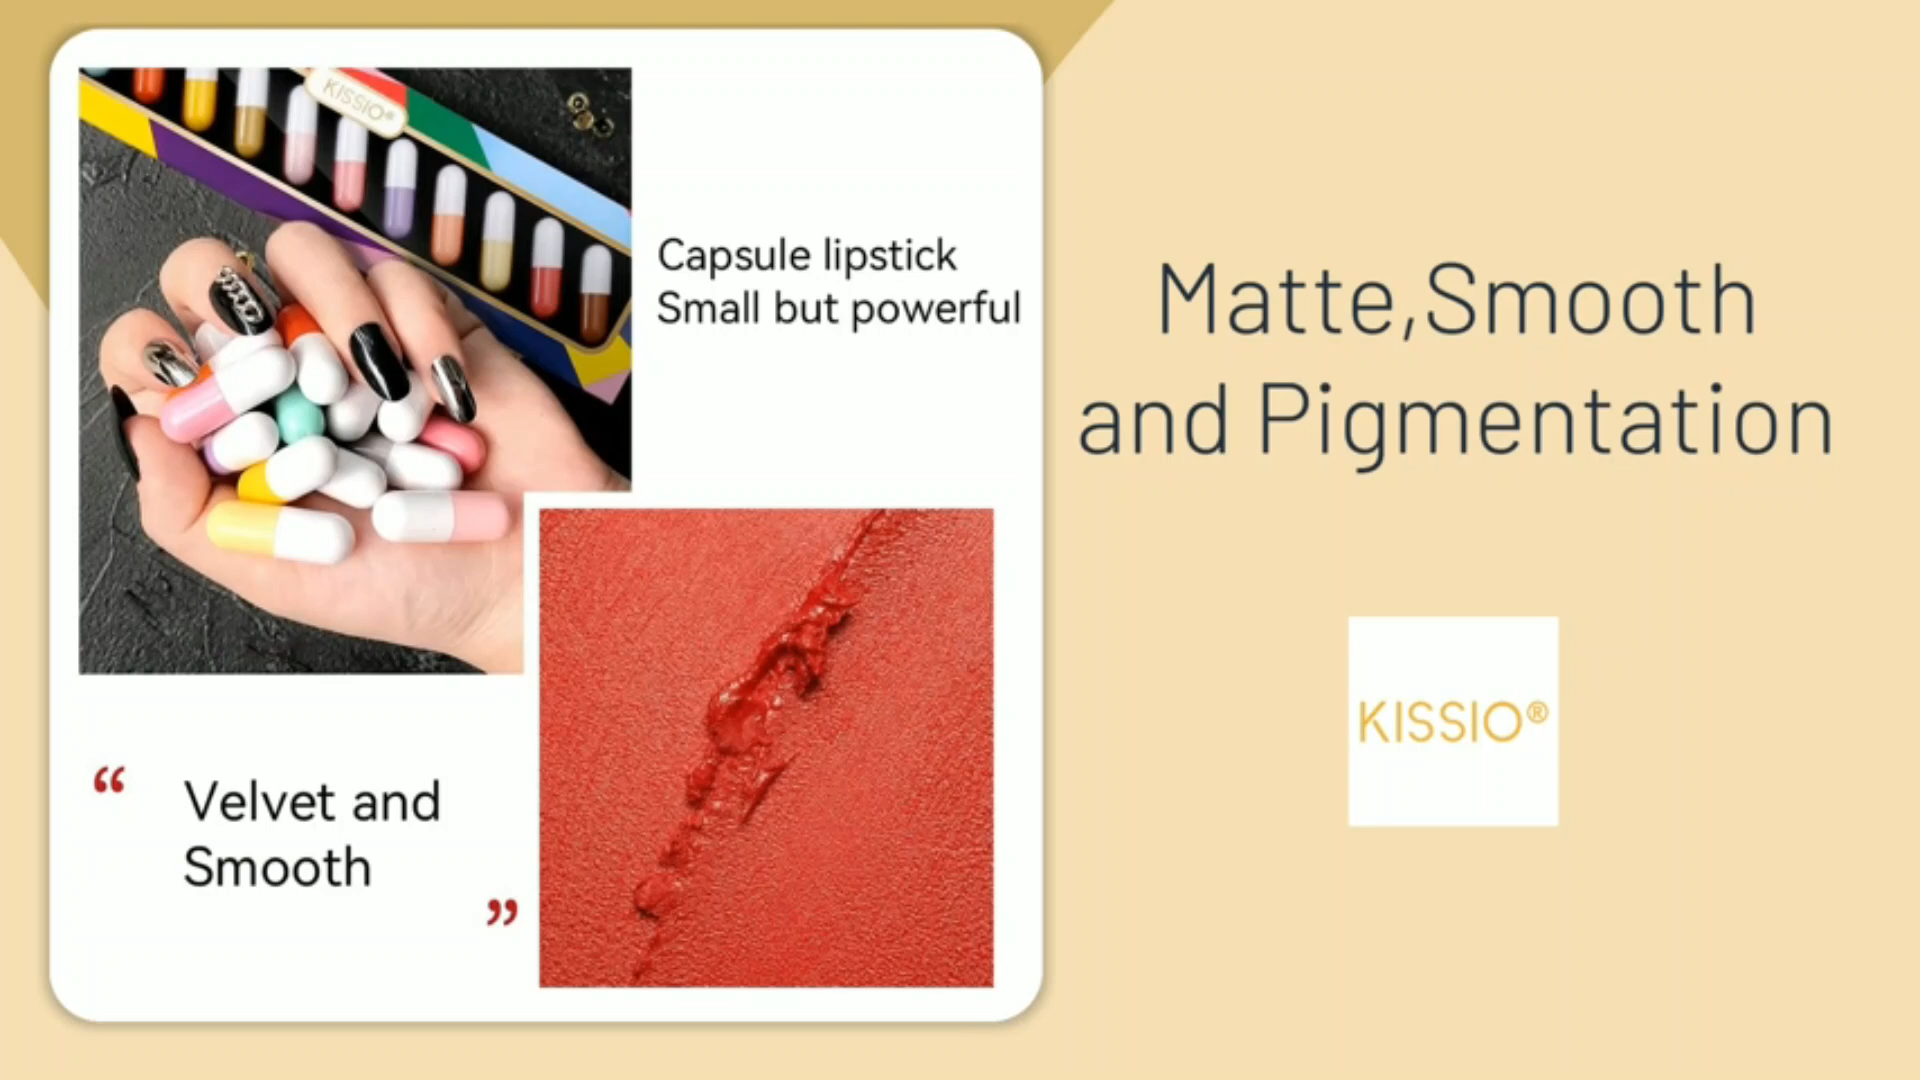 KISSIO®
Capsule lipstick
Small but powerful
“ Velvet and
Smooth ”
Matte,Smooth
and Pigmentation
KISSIO®